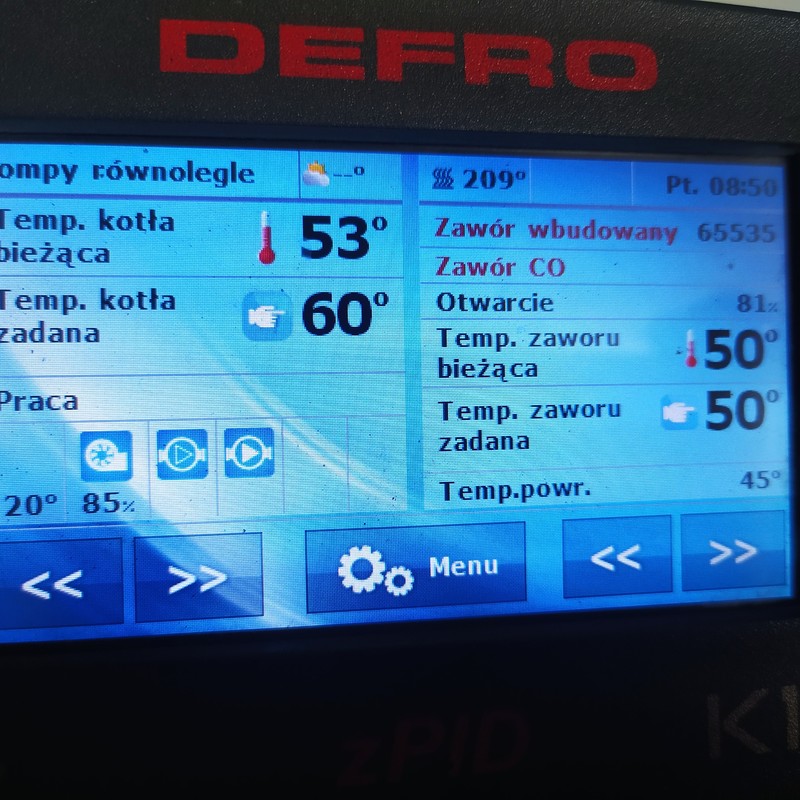 DEFRO
ompy równolegle
--°
209°
Pt. 08:50
Temp. kotła
bieżąca
53°
Temp. kotła
zadana
60°
Praca
20°
85%
Zawór wbudowany 65535
Zawór CO
Otwarcie 81%
Temp. zaworu
bieżąca
50°
Temp. zaworu
zadana
50°
Temp.powr. 45°
<<
>>
Menu
<<
>>
zPID
K1